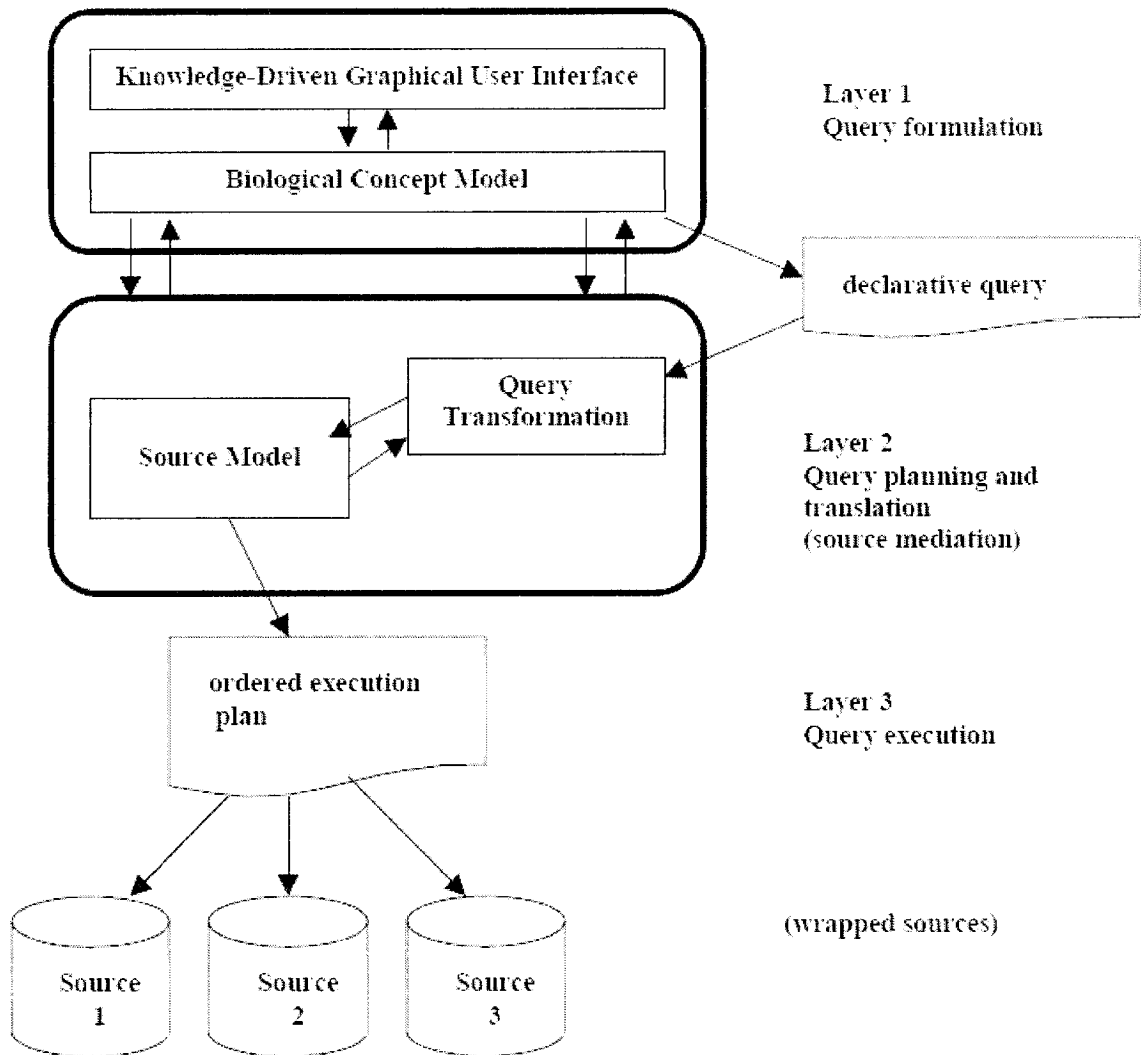 Knowledge-Driven Graphical User Interface
Layer 1
Query formulation
Biological Concept Model
declarative query
Query
Transformation
Source Model
Layer 2
Query planning and
translation
(source mediation)
ordered execution
plan
Layer 3
Query execution
(wrapped sources)
Source
1
Source
2
Source
3